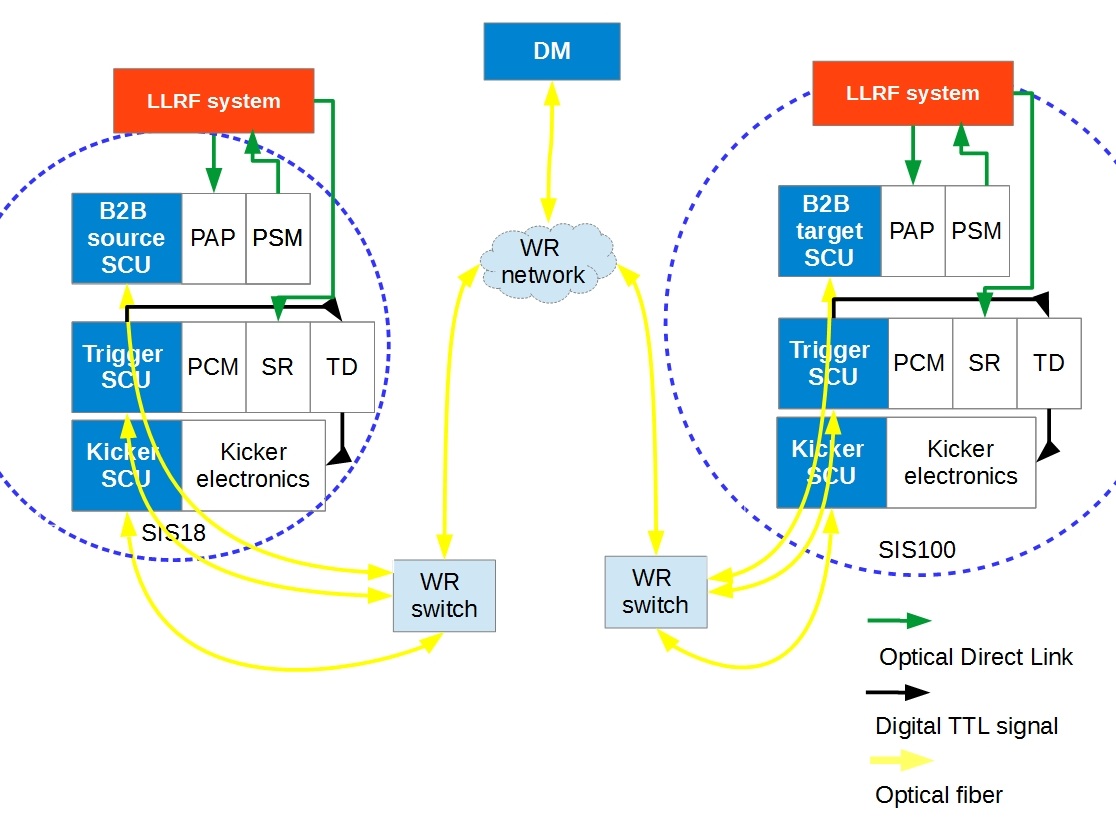 DM
LLRF system
LLRF system
B2B
source
SCU
PAP
PSM
WR
network
B2B
target
SCU
PAP
PSM
Trigger
SCU
PCM
SR
TD
Trigger
SCU
PCM
SR
TD
Kicker
SCU
Kicker
electronics
Kicker
SCU
Kicker
electronics
SIS18
SIS100
WR
switch
WR
switch
Optical Direct Link
Digital TTL signal
Optical fiber